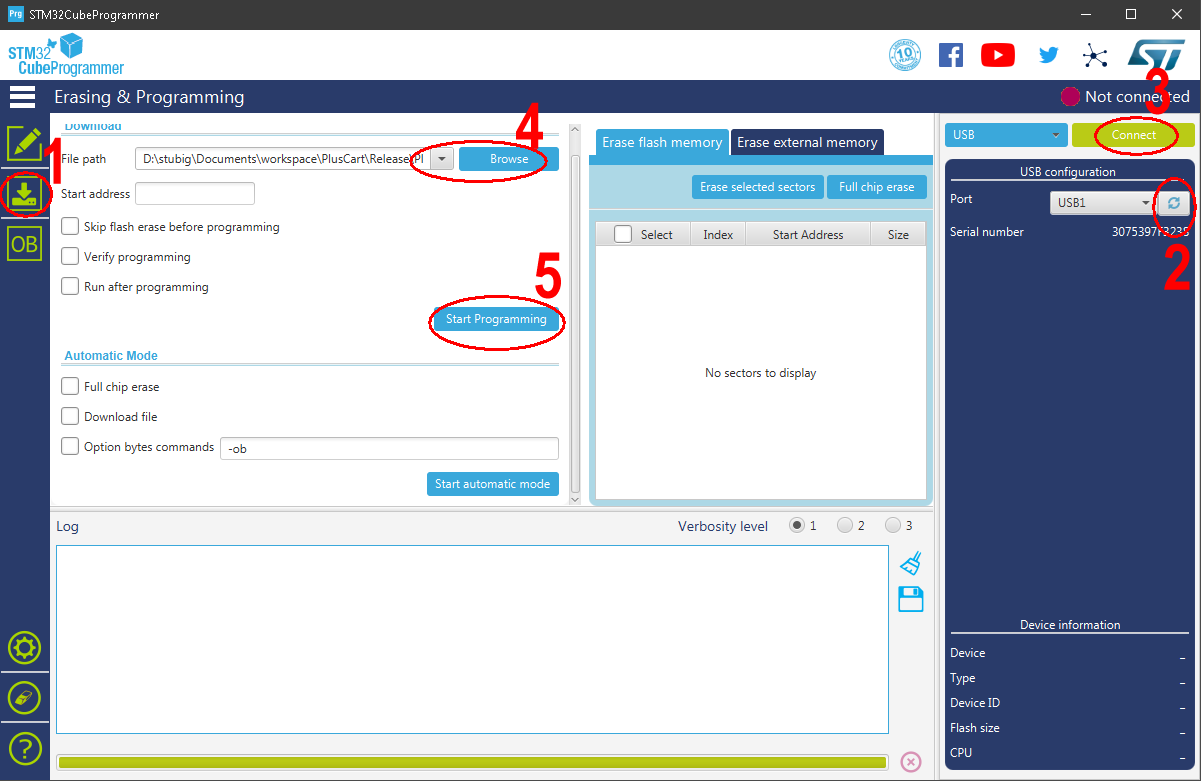 Prg STM32CubeProgrammer
STM32
CubeProgrammer
10
ST
Erasing & Programming
Not connected
3
Download
4
1
File path D:\stubig\Documents\workspace\PlusCart\Release\Pl Browse
Start address
Skip flash erase before programming
Verify programming
Run after programming
5
Start Programming
Automatic Mode
Full chip erase
Download file
Option bytes commands -ob
Start automatic mode
OB
?
Erase flash memory Erase external memory
Erase selected sectors Full chip erase
Select Index Start Address Size
No sectors to display
Log Verbosity level 1 2 3
USB Connect
USB configuration
Port USB1
Serial number
2
Device information
Device _
Type _
Device ID _
Flash size _
CPU _